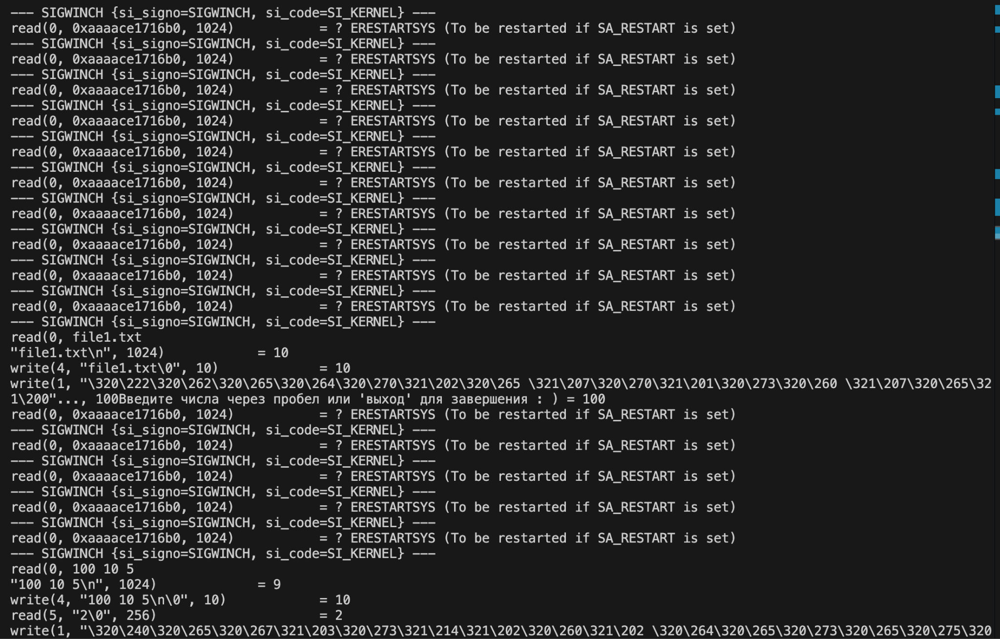 --- SIGWINCH {si_signo=SIGWINCH, si_code=SI_KERNEL} ---
read(0, 0xaaaace1716b0, 1024)           = ? ERESTARTSYS (To be restarted if SA_RESTART is set)
--- SIGWINCH {si_signo=SIGWINCH, si_code=SI_KERNEL} ---
read(0, 0xaaaace1716b0, 1024)           = ? ERESTARTSYS (To be restarted if SA_RESTART is set)
--- SIGWINCH {si_signo=SIGWINCH, si_code=SI_KERNEL} ---
read(0, 0xaaaace1716b0, 1024)           = ? ERESTARTSYS (To be restarted if SA_RESTART is set)
--- SIGWINCH {si_signo=SIGWINCH, si_code=SI_KERNEL} ---
read(0, 0xaaaace1716b0, 1024)           = ? ERESTARTSYS (To be restarted if SA_RESTART is set)
--- SIGWINCH {si_signo=SIGWINCH, si_code=SI_KERNEL} ---
read(0, 0xaaaace1716b0, 1024)           = ? ERESTARTSYS (To be restarted if SA_RESTART is set)
--- SIGWINCH {si_signo=SIGWINCH, si_code=SI_KERNEL} ---
read(0, 0xaaaace1716b0, 1024)           = ? ERESTARTSYS (To be restarted if SA_RESTART is set)
--- SIGWINCH {si_signo=SIGWINCH, si_code=SI_KERNEL} ---
read(0, 0xaaaace1716b0, 1024)           = ? ERESTARTSYS (To be restarted if SA_RESTART is set)
--- SIGWINCH {si_signo=SIGWINCH, si_code=SI_KERNEL} ---
read(0, 0xaaaace1716b0, 1024)           = ? ERESTARTSYS (To be restarted if SA_RESTART is set)
--- SIGWINCH {si_signo=SIGWINCH, si_code=SI_KERNEL} ---
read(0, 0xaaaace1716b0, 1024)           = ? ERESTARTSYS (To be restarted if SA_RESTART is set)
--- SIGWINCH {si_signo=SIGWINCH, si_code=SI_KERNEL} ---
read(0, 0xaaaace1716b0, 1024)           = ? ERESTARTSYS (To be restarted if SA_RESTART is set)
--- SIGWINCH {si_signo=SIGWINCH, si_code=SI_KERNEL} ---
read(0, file1.txt
"file1.txt\n", 1024)            = 10
write(4, "file1.txt\0", 10)             = 10
write(1, "\320\222\320\262\320\265\320\264\320\270\321\202\320\265 \321\207\320\270\321\201\320\273\320\260 \321\207\320\265\32
1\200"..., 100Введите числа через пробел или 'выход' для завершения : ) = 100
read(0, 0xaaaace1716b0, 1024)           = ? ERESTARTSYS (To be restarted if SA_RESTART is set)
--- SIGWINCH {si_signo=SIGWINCH, si_code=SI_KERNEL} ---
read(0, 0xaaaace1716b0, 1024)           = ? ERESTARTSYS (To be restarted if SA_RESTART is set)
--- SIGWINCH {si_signo=SIGWINCH, si_code=SI_KERNEL} ---
read(0, 0xaaaace1716b0, 1024)           = ? ERESTARTSYS (To be restarted if SA_RESTART is set)
--- SIGWINCH {si_signo=SIGWINCH, si_code=SI_KERNEL} ---
read(0, 0xaaaace1716b0, 1024)           = ? ERESTARTSYS (To be restarted if SA_RESTART is set)
--- SIGWINCH {si_signo=SIGWINCH, si_code=SI_KERNEL} ---
read(0, 0xaaaace1716b0, 1024)           = ? ERESTARTSYS (To be restarted if SA_RESTART is set)
--- SIGWINCH {si_signo=SIGWINCH, si_code=SI_KERNEL} ---
read(0, 100 10 5
"100 10 5\n", 1024)             = 9
write(4, "100 10 5\n\0", 10)            = 10
read(5, "2\0", 256)                     = 2
write(1, "\320\240\320\265\320\267\321\203\320\273\321\214\321\202\320\260\321\202 \320\264\320\265\320\273\320\265\320\275\320